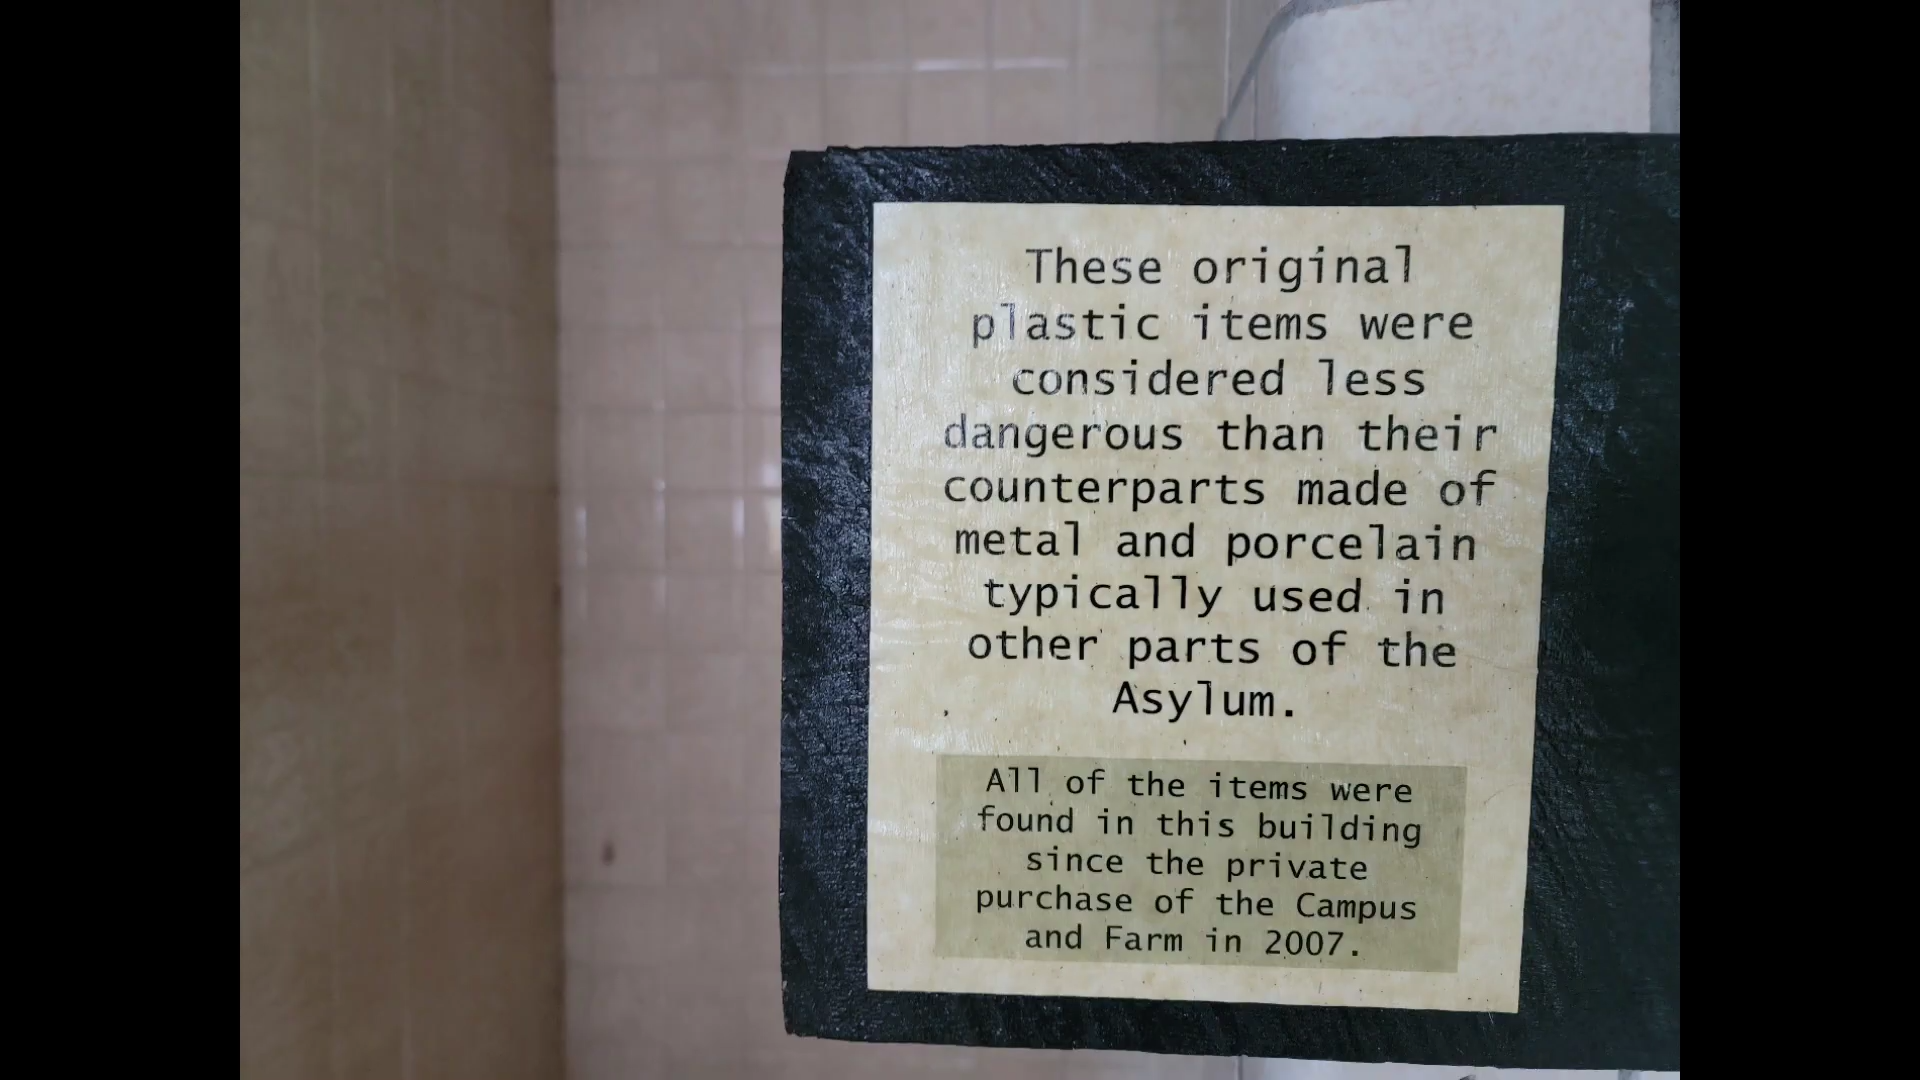 These original
plastic items were
considered less
dangerous than their
counterparts made of
metal and porcelain
typically used in
other parts of the
Asylum.
All of the items were
found in this building
since the private
purchase of the Campus
and Farm in 2007.